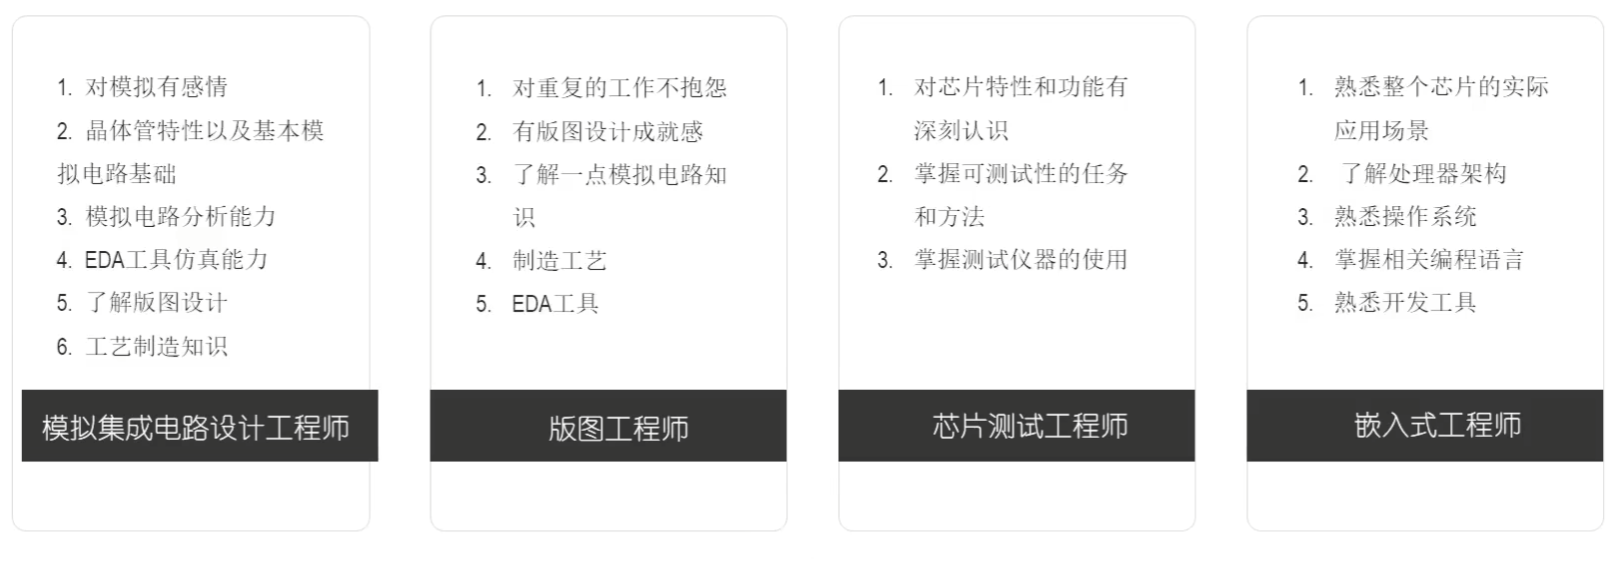 1. 对模拟有感情
2. 晶体管特性以及基本模
拟电路基础
3. 模拟电路分析能力
4. EDA工具仿真能力
5. 了解版图设计
6. 工艺制造知识
模拟集成电路设计工程师
1. 对重复的工作不抱怨
2. 有版图设计成就感
3. 了解一点模拟电路知
识
4. 制造工艺
5. EDA工具
版图工程师
1. 对芯片特性和功能有
深刻认识
2. 掌握可测试性的任务
和方法
3. 掌握测试仪器的使用
芯片测试工程师
1. 熟悉整个芯片的实际
应用场景
2. 了解处理器架构
3. 熟悉操作系统
4. 掌握相关编程语言
5. 熟悉开发工具
嵌入式工程师